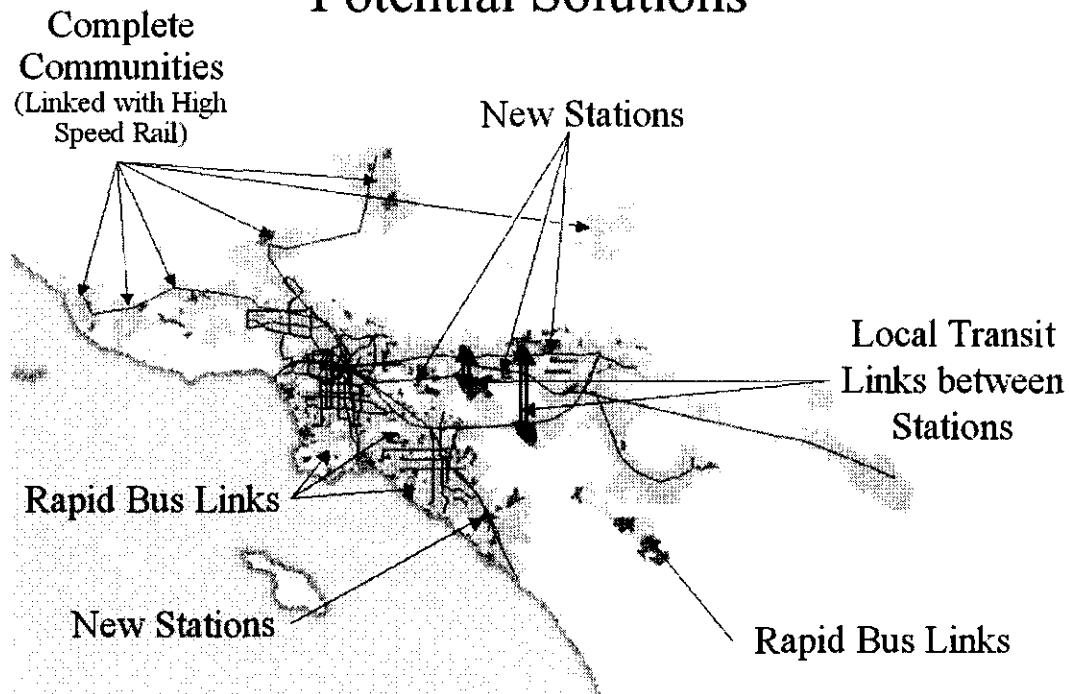 Potential Solutions
Complete
Communities
(Linked with High
Speed Rail)
New Stations
Local Transit
Links between
Stations
Rapid Bus Links
New Stations
Rapid Bus Links